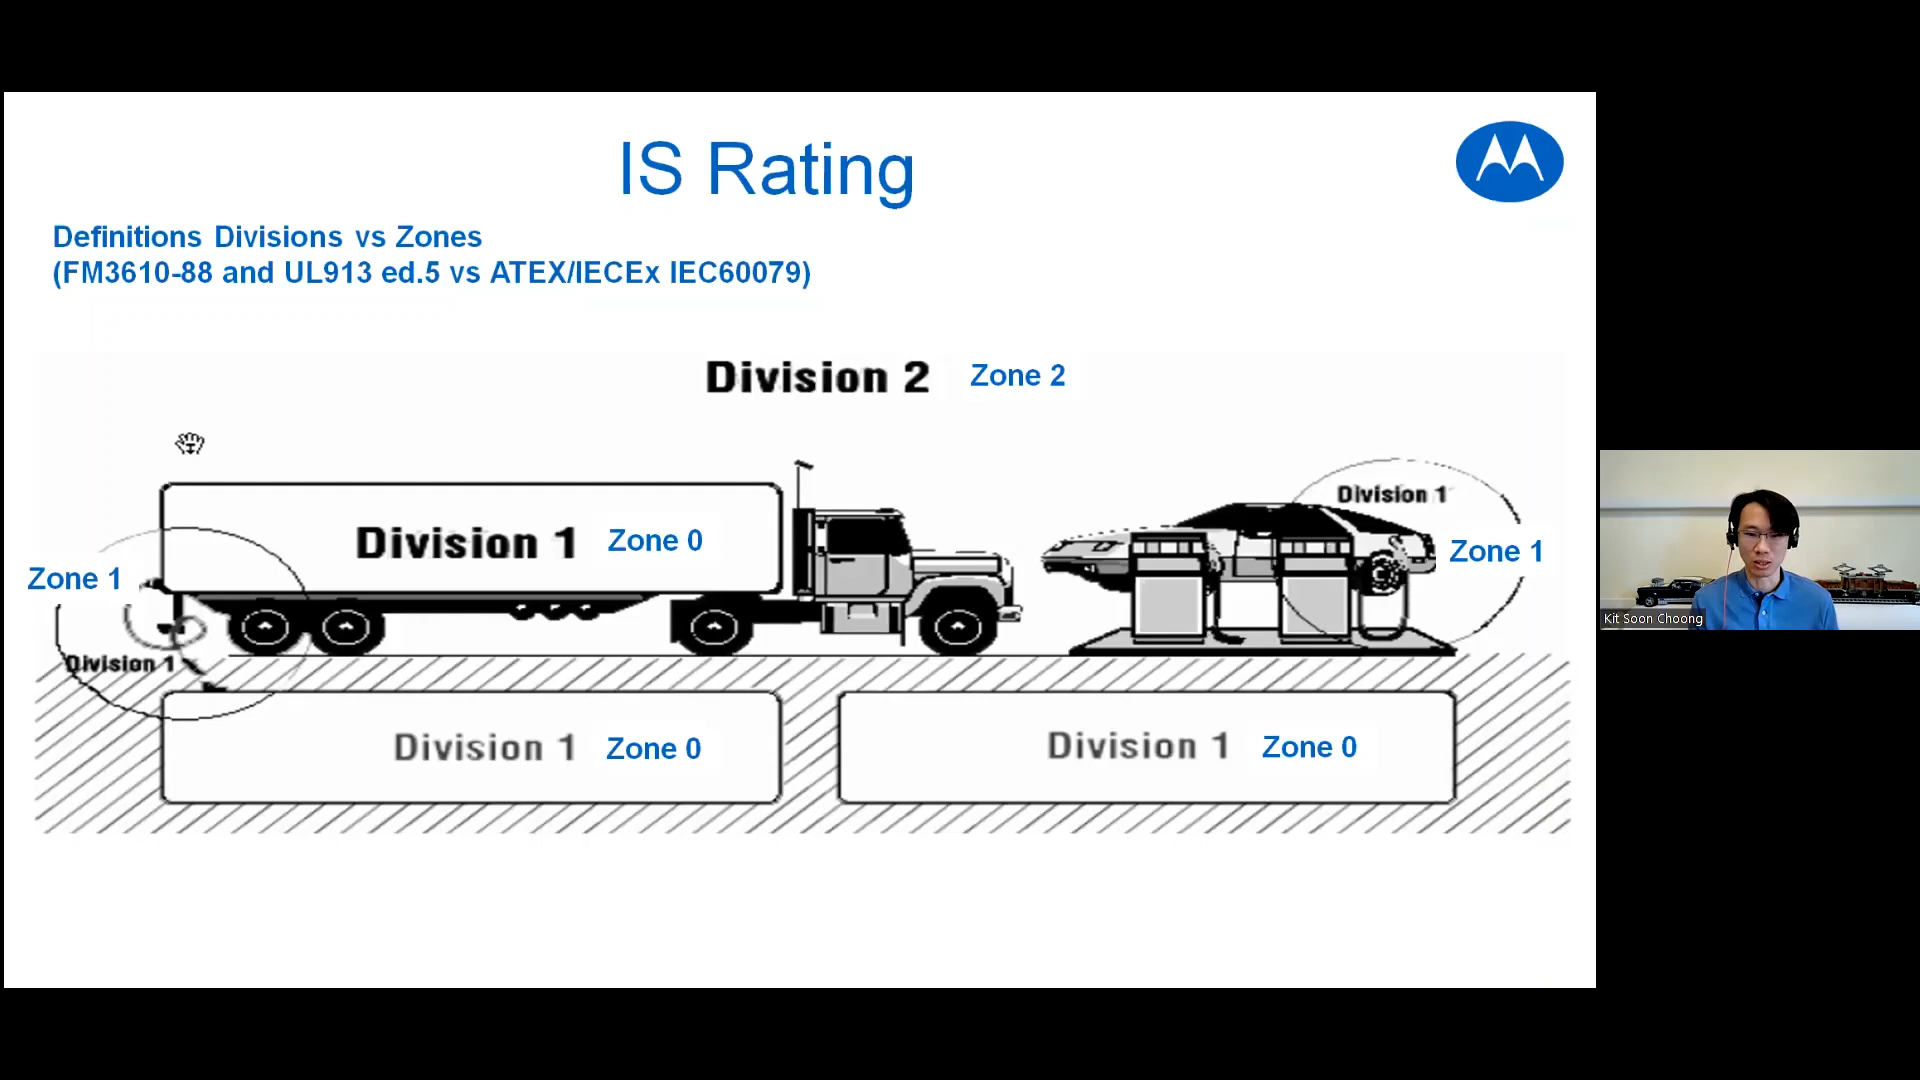 IS Rating
Definitions Divisions vs Zones
(FM3610-88 and UL913 ed.5 vs ATEX/IECEx IEC60079)
Division 2 Zone 2
Division 1
Division 1 Zone 0
Zone 1
Zone 1
Division 1
Division 1 Zone 0
Division 1 Zone 0
Kit Soon Choong